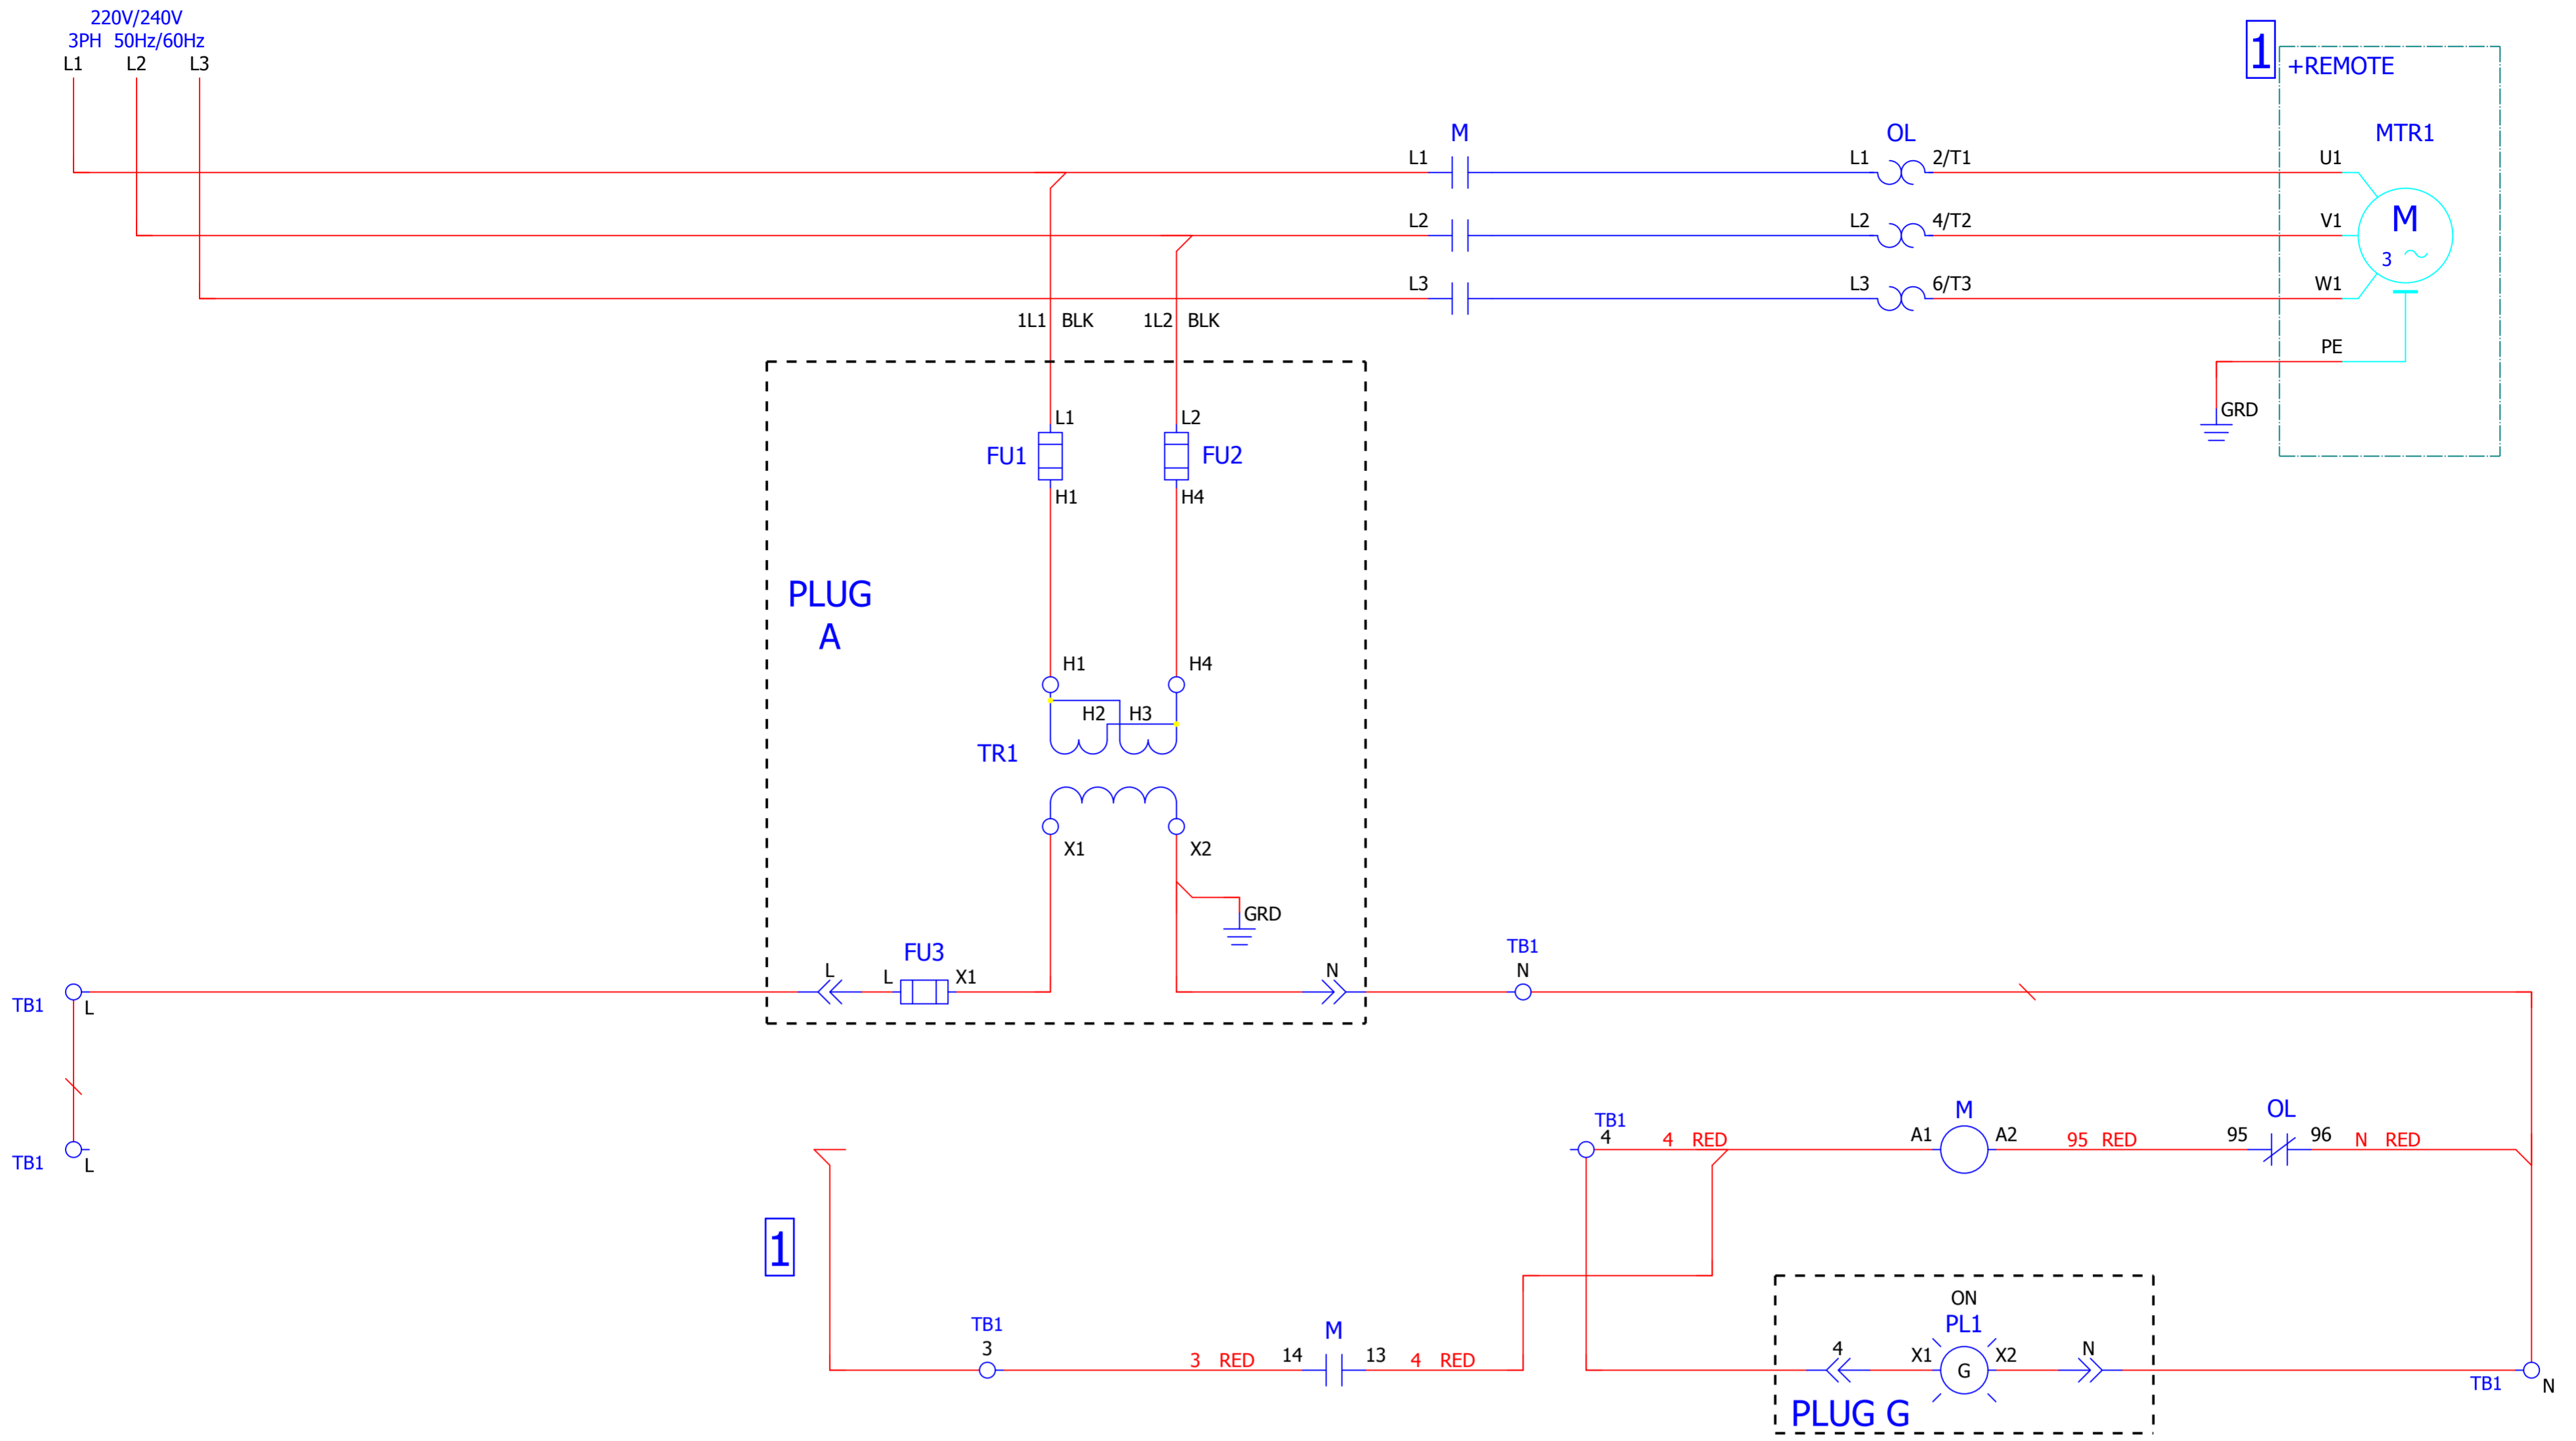 220V/240V
3PH 50Hz/60Hz
L1 L2 L3
1
+REMOTE
MTR1
M OL
L1 L1 2/T1 U1
L2 L2 4/T2 V1
M
3
L3 L3 6/T3 W1
1L1 BLK 1L2 BLK
PE
GRD
L1 L2
FU1 FU2
H1 H4
PLUG
A
H1 H4
H2 H3
TR1
X1 X2
GRD
FU3
L L X1 N
TB1
N
TB1 L
TB1 L
TB1
4 4 RED
M
A1 A2
95 RED
OL
95 96
N RED
1
TB1
3
3 RED
M
14 13
4 RED
ON
PL1
4 X1 G X2 N
PLUG G
TB1 N